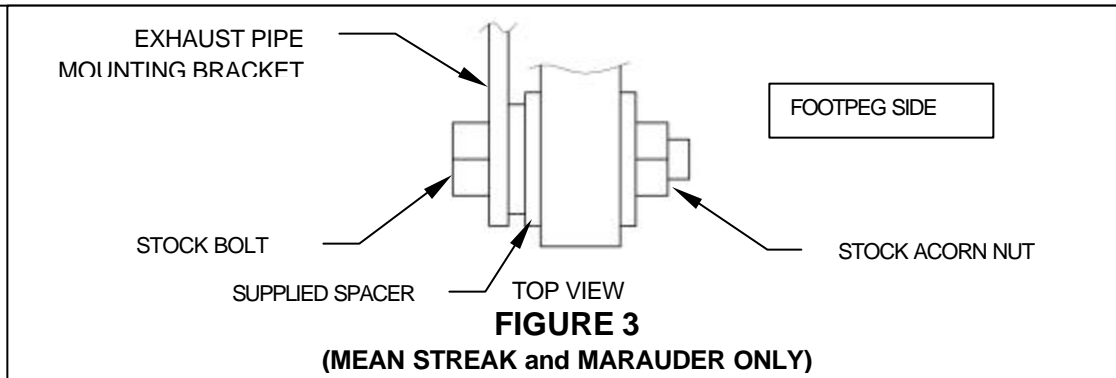 EXHAUST PIPE
MOUNTING BRACKET
FOOTPEG SIDE
STOCK BOLT
STOCK ACORN NUT
SUPPLIED SPACER
TOP VIEW
FIGURE 3
(MEAN STREAK and MARAUDER ONLY)